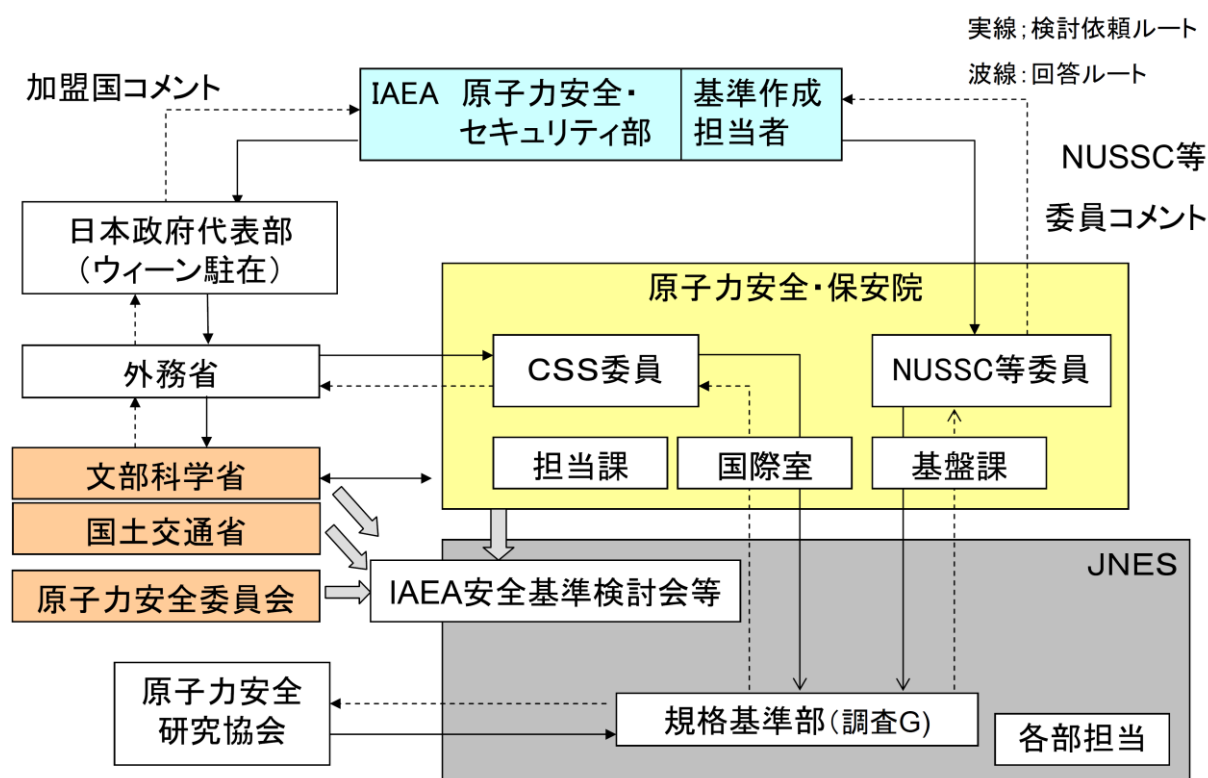 実線；検討依頼ルート
波線：回答ルート
加盟国コメント
IAEA 原子力安全・
セキュリティ部
基準作成
担当者
NUSSC等
委員コメント
日本政府代表部
（ウィーン駐在）
原子力安全・保安院
外務省
CSS委員
NUSSC等委員
文部科学省
担当課
国際室
基盤課
国土交通省
原子力安全委員会
IAEA安全基準検討会等
JNES
原子力安全
研究協会
規格基準部（調査G）
各部担当